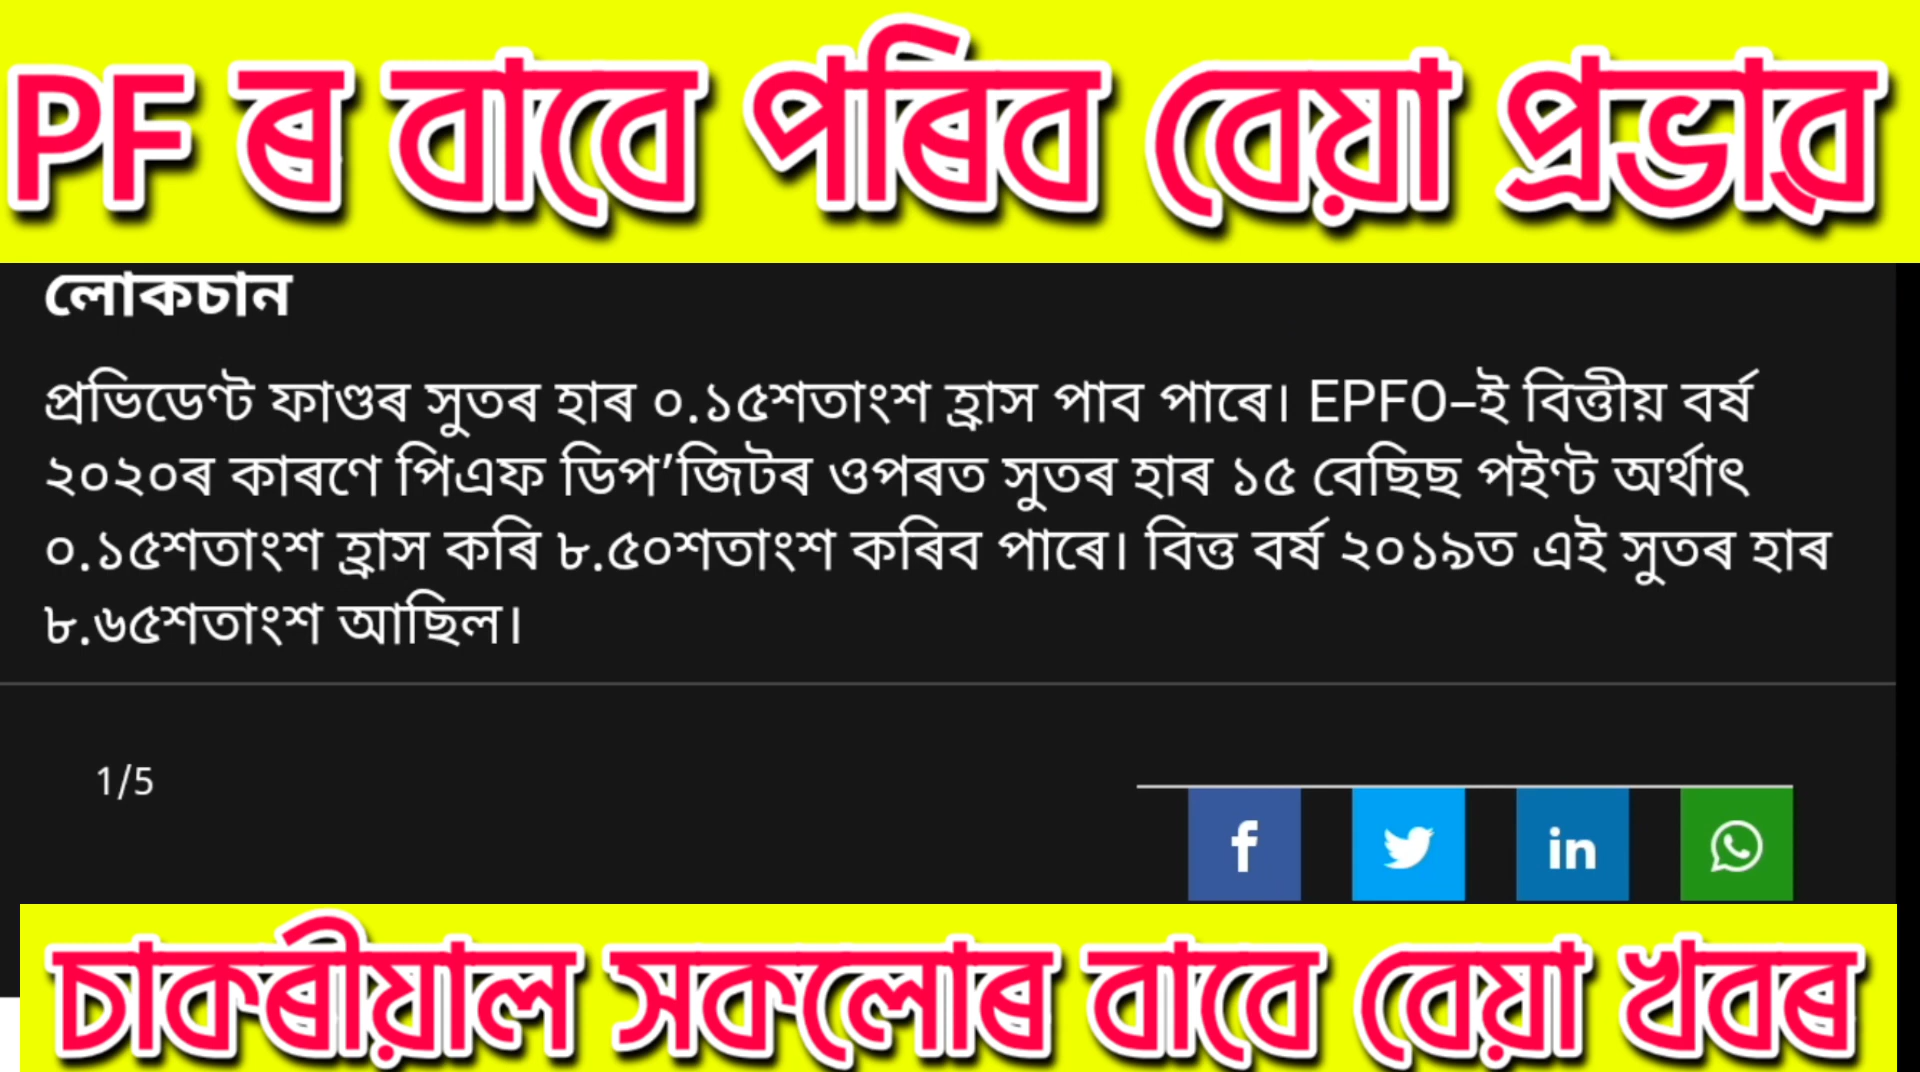 PF ৰ বাবে পৰিব বেয়া প্ৰভাৱ
লোকচান
প্ৰভিডেণ্ট ফাণ্ডৰ সুতৰ হাৰ ০.১৫শতাংশ হ্ৰাস পাব পাৰে। EPFO–ই বিত্তীয় বৰ্ষ
২০২০ৰ কাৰণে পিএফ ডিপ’জিটৰ ওপৰত সুতৰ হাৰ ১৫ বেছিছ পইণ্ট অৰ্থাৎ
০.১৫শতাংশ হ্ৰাস কৰি ৮.৫০শতাংশ কৰিব পাৰে। বিত্ত বৰ্ষ ২০১৯ত এই সুতৰ হাৰ
৮.৬৫শতাংশ আছিল।
1/5
চাকৰীয়াল সকলোৰ বাবে বেয়া খবৰ